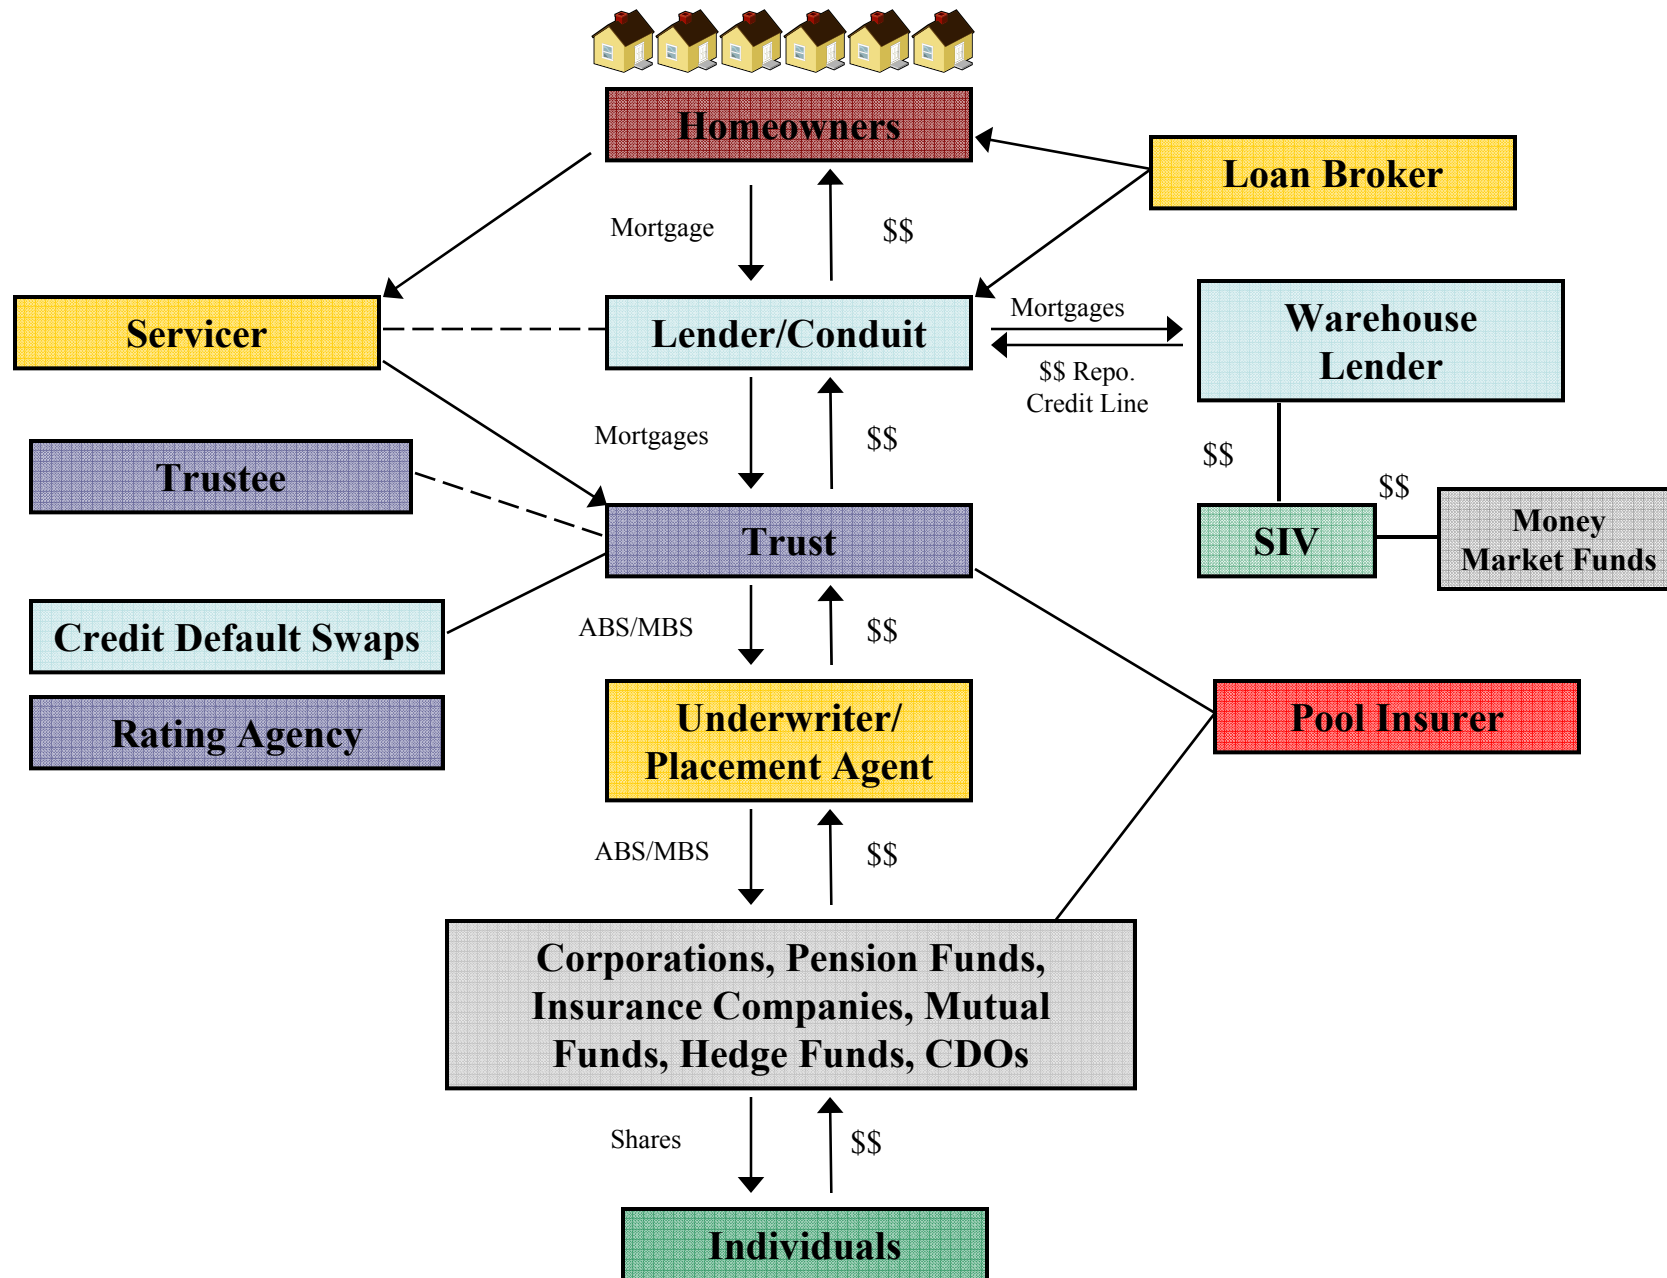 Homeowners
Loan Broker
Mortgage
$$
Servicer
Lender/Conduit
Mortgages
$$ Repo.
Credit Line
Warehouse
Lender
Mortgages
$$
$$
$$
Trustee
Trust
SIV
Money
Market Funds
Credit Default Swaps
ABS/MBS
$$
Rating Agency
Underwriter/
Placement Agent
Pool Insurer
ABS/MBS
$$
Corporations, Pension Funds,
Insurance Companies, Mutual
Funds, Hedge Funds, CDOs
Shares
$$
Individuals